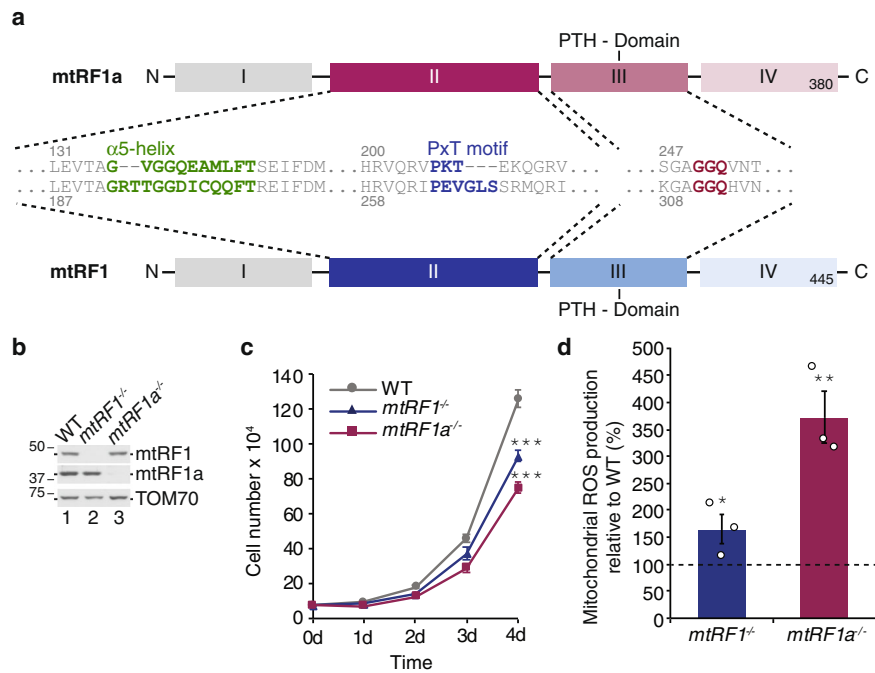 a
PTH - Domain
mtRF1a N I II III IV 380 C
131 α5-helix 200 PxT motif 247
...LEVTAG--VGGQEAMLFTSEIFDM... HRVQRVPKT---EKQGRV... ...SGAGGQVNT...
...LEVTAGRTTGGDICQQFTREIFDM... HRVQRIPEVGLSSRMQRI... ...KGAGGQHVN...
187 258 308
mtRF1 N I II III IV 445 C
PTH - Domain
b
WT mtRF1-/- mtRF1a-/-
50 mtRF1
37 mtRF1a
75 TOM70
1 2 3
c
Cell number x 10⁴
140
120
100
80
60
40
20
0
WT
mtRF1-/-
mtRF1a-/-
***
***
0d 1d 2d 3d 4d
Time
d
Mitochondrial ROS production
relative to WT (%)
500
450
400
350
300
250
200
150
100
50
0
*
**
mtRF1-/- mtRF1a-/-